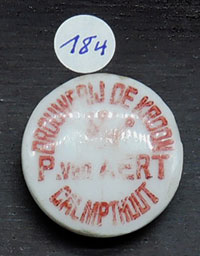 184
BROUWERIJ DE KROON
P. VAN AERT
CALMPTHOUT